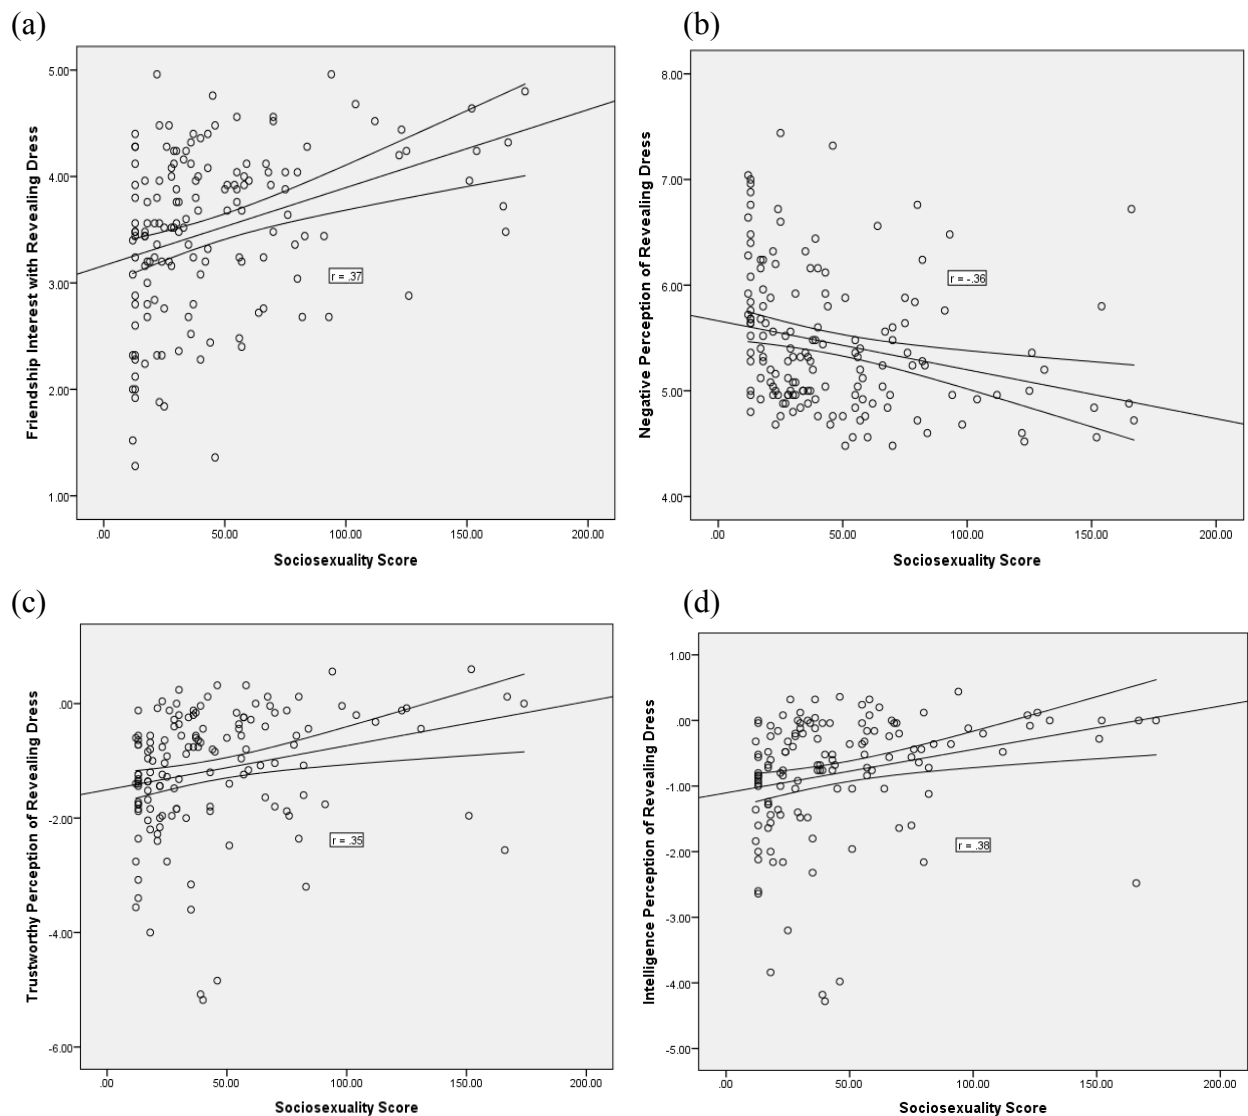 (a)
Friendship Interest with Revealing Dress
5.00
4.00
3.00
2.00
1.00
r = .37
.00
50.00
100.00
150.00
200.00
Sociosexuality Score
(b)
Negative Perception of Revealing Dress
8.00
7.00
6.00
5.00
4.00
r = -.36
.00
50.00
100.00
150.00
200.00
Sociosexuality Score
(c)
Trustworthy Perception of Revealing Dress
.00
-2.00
-4.00
-6.00
r = .35
.00
50.00
100.00
150.00
200.00
Sociosexuality Score
(d)
Intelligence Perception of Revealing Dress
1.00
.00
-1.00
-2.00
-3.00
-4.00
-5.00
r = .38
.00
50.00
100.00
150.00
200.00
Sociosexuality Score